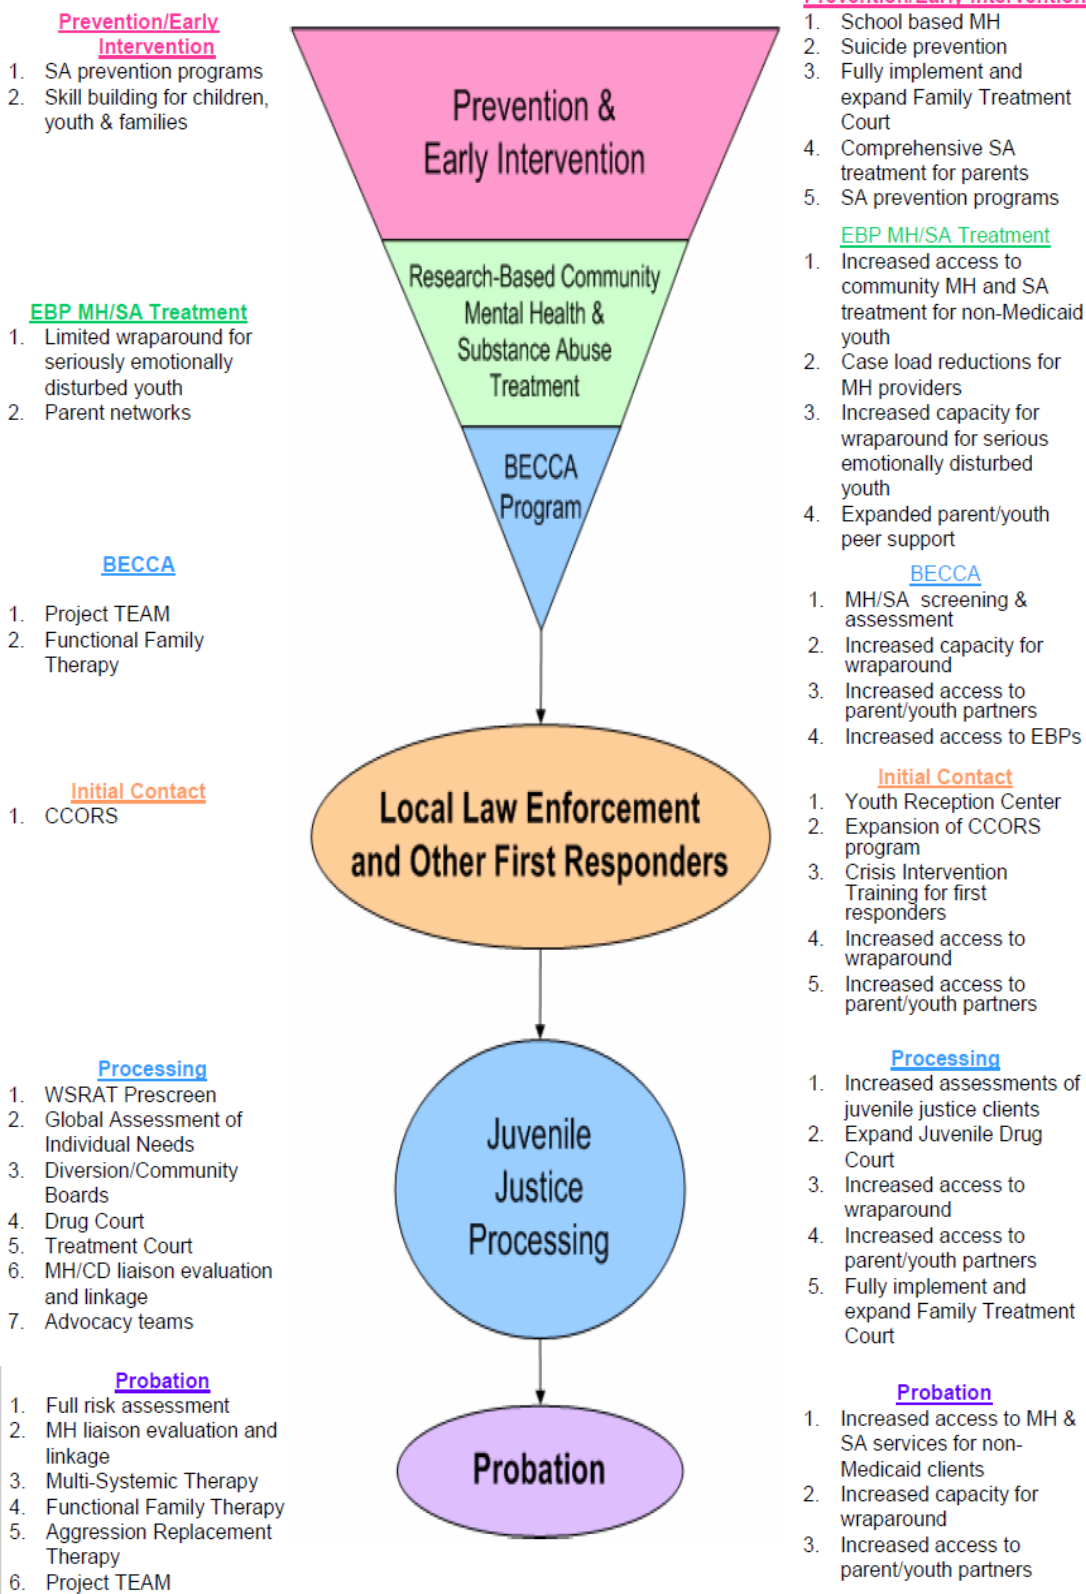 Prevention/Early
Intervention
1. SA prevention programs
2. Skill building for children,
youth & families
EBP MH/SA Treatment
1. Limited wraparound for
seriously emotionally
disturbed youth
2. Parent networks
BECCA
1. Project TEAM
2. Functional Family
Therapy
Initial Contact
1. CCORS
Processing
1. WSRAT Prescreen
2. Global Assessment of
Individual Needs
3. Diversion/Community
Boards
4. Drug Court
5. Treatment Court
6. MH/CD liaison evaluation
and linkage
7. Advocacy teams
Probation
1. Full risk assessment
2. MH liaison evaluation and
linkage
3. Multi-Systemic Therapy
4. Functional Family Therapy
5. Aggression Replacement
Therapy
6. Project TEAM
Prevention &
Early Intervention
Research-Based Community
Mental Health &
Substance Abuse
Treatment
BECCA
Program
Local Law Enforcement
and Other First Responders
Juvenile
Justice
Processing
Probation
Prevention/Early Intervention
1. School based MH
2. Suicide prevention
3. Fully implement and
expand Family Treatment
Court
4. Comprehensive SA
treatment for parents
5. SA prevention programs
EBP MH/SA Treatment
1. Increased access to
community MH and SA
treatment for non-Medicaid
youth
2. Case load reductions for
MH providers
3. Increased capacity for
wraparound for serious
emotionally disturbed
youth
4. Expanded parent/youth
peer support
BECCA
1. MH/SA screening &
assessment
2. Increased capacity for
wraparound
3. Increased access to
parent/youth partners
4. Increased access to EBPs
Initial Contact
1. Youth Reception Center
2. Expansion of CCORS
program
3. Crisis Intervention
Training for first
responders
4. Increased access to
wraparound
5. Increased access to
parent/youth partners
Processing
1. Increased assessments of
juvenile justice clients
2. Expand Juvenile Drug
Court
3. Increased access to
wraparound
4. Increased access to
parent/youth partners
5. Fully implement and
expand Family Treatment
Court
Probation
1. Increased access to MH &
SA services for non-
Medicaid clients
2. Increased capacity for
wraparound
3. Increased access to
parent/youth partners